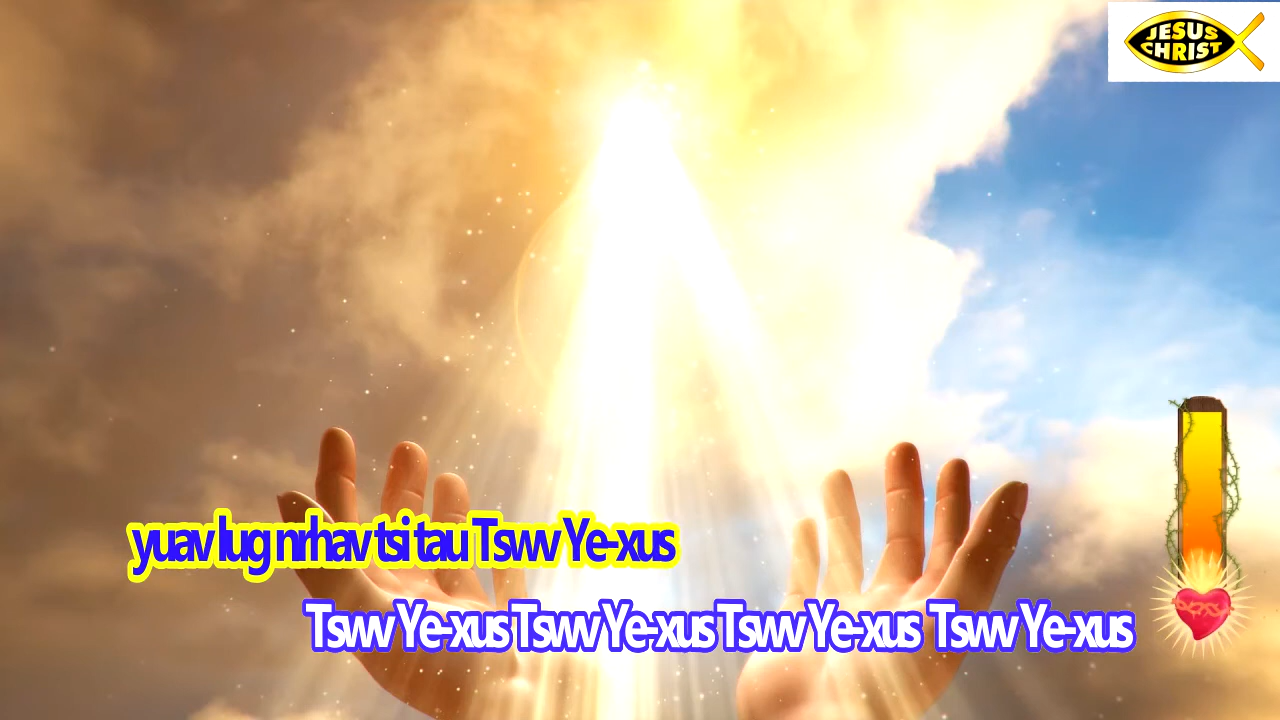 JESUS
CHRIST
yuav lug nrhav tsi tau Tswv Ye-xus
Tswv Ye-xus Tswv Ye-xus Tswv Ye-xus Tswv Ye-xus